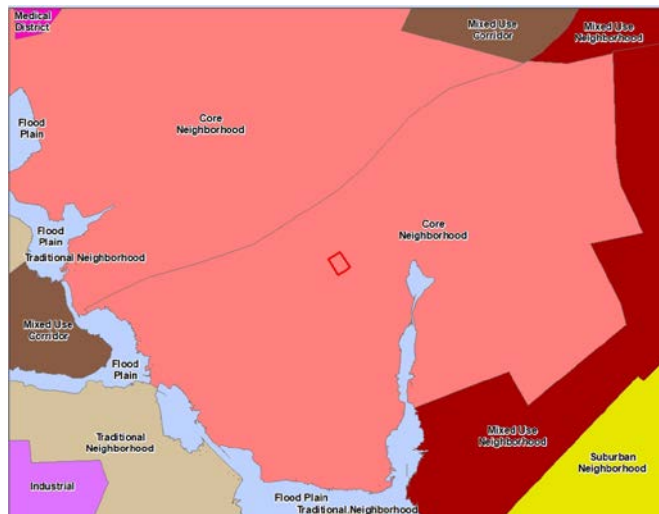 Medical
District
Mixed Use
Corridor
Mixed Use
Neighborhood
Flood
Plain
Core
Neighborhood
Core
Neighborhood
Flood
Plain
Traditional Neighborhood
Mixed Use
Corridor
Flood
Plain
Traditional
Neighborhood
Mixed Use
Neighborhood
Suburban
Neighborhood
Industrial
Flood Plain
Traditional Neighborhood